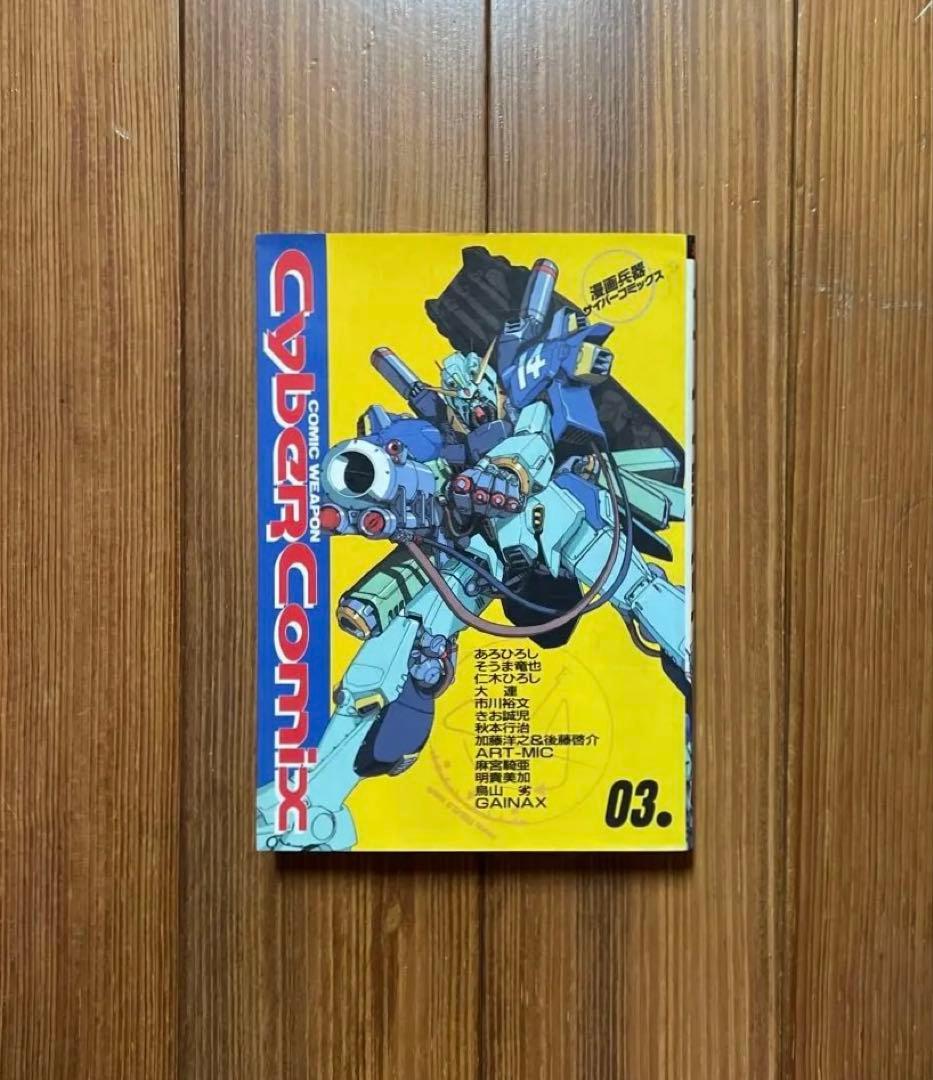 CyberComix
COMIC WEAPON
漫画兵器
サイバーコミックス
14
あろひろし
そうま竜也
仁木ひろし
大　連
市川裕文
きお誠児
秋本行治
加藤洋之&後藤啓介
ART-MIC
麻宮騎亜
明貴美加
鳥山　劣
GAINAX
03.